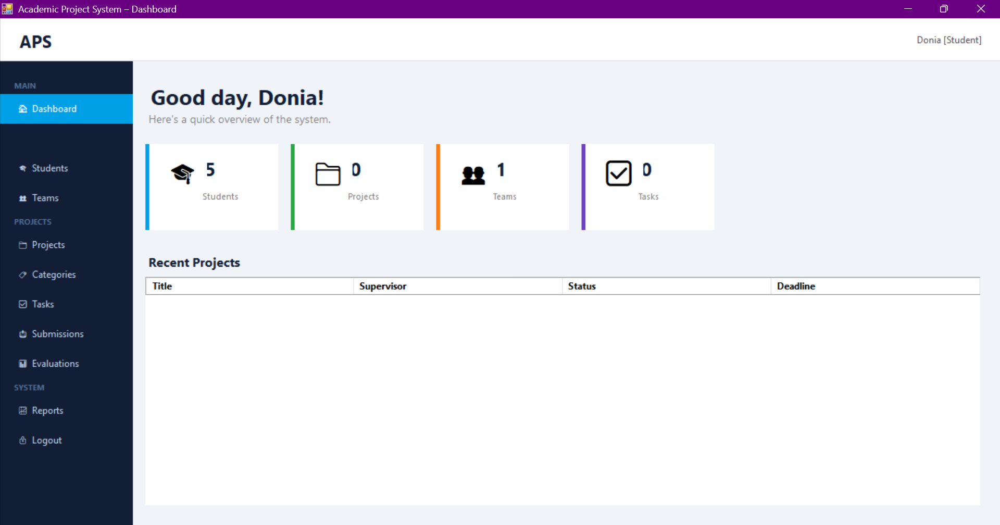 Academic Project System – Dashboard
APS
Donia [Student]
MAIN
Dashboard
Students
Teams
PROJECTS
Projects
Categories
Tasks
Submissions
Evaluations
SYSTEM
Reports
Logout
Good day, Donia!
Here's a quick overview of the system.
5
Students
0
Projects
1
Teams
0
Tasks
Recent Projects
Title Supervisor Status Deadline